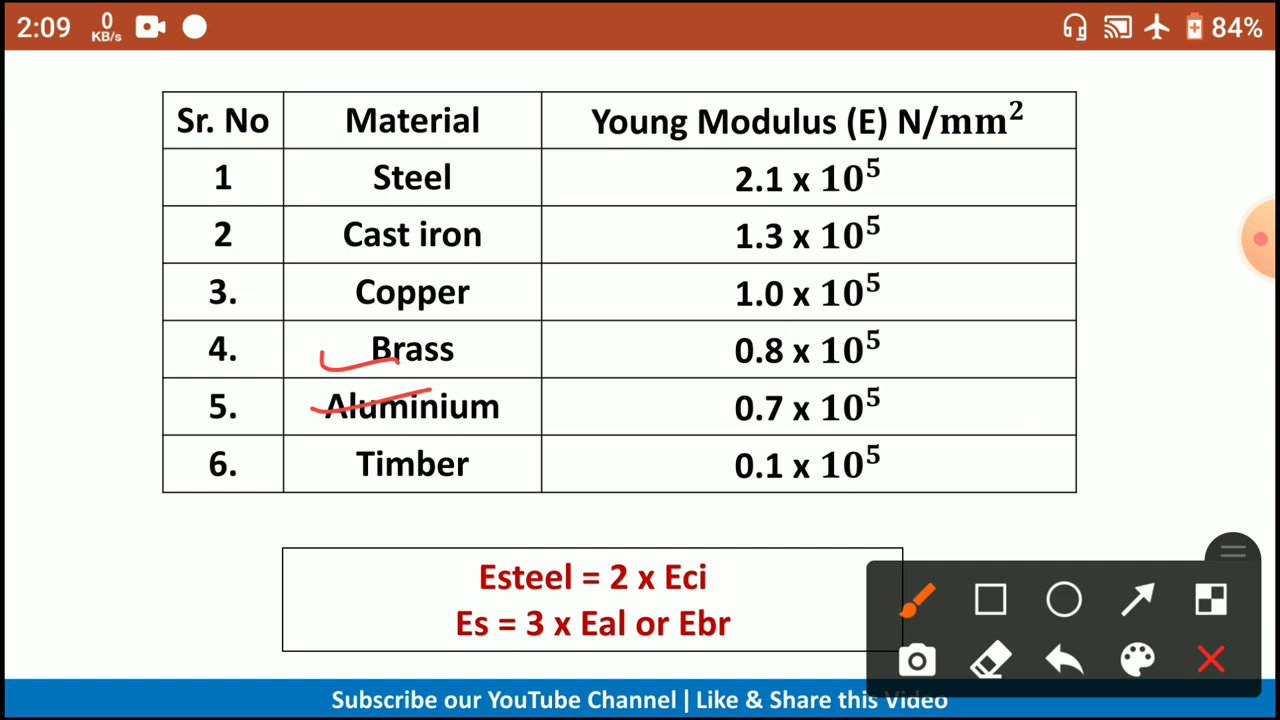 2:09 0 KB/s 84%
Sr. No Material Young Modulus (E) N/mm²
1 Steel 2.1 x 10⁵
2 Cast iron 1.3 x 10⁵
3. Copper 1.0 x 10⁵
4. Brass 0.8 x 10⁵
5. Aluminium 0.7 x 10⁵
6. Timber 0.1 x 10⁵
Esteel = 2 x Eci
Es = 3 x Eal or Ebr
Subscribe our YouTube Channel | Like & Share this Video